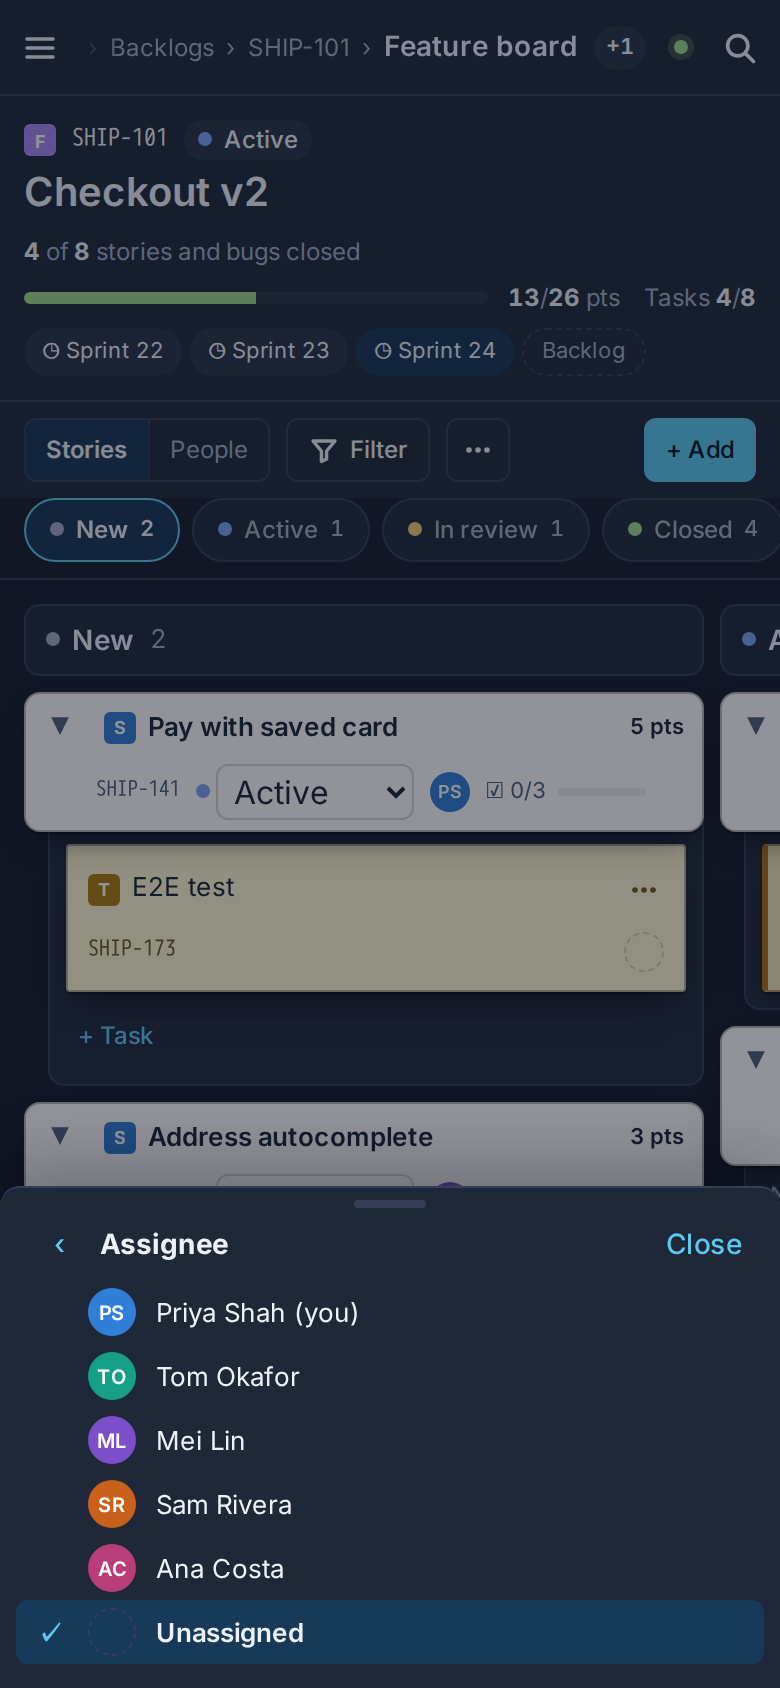 › Backlogs › SHIP-101 › Feature board +1
F SHIP-101 Active
Checkout v2
4 of 8 stories and bugs closed
13/26 pts Tasks 4/8
Sprint 22 Sprint 23 Sprint 24 Backlog
Stories People Filter ••• + Add
New 2 Active 1 In review 1 Closed 4
New 2
▼ S Pay with saved card 5 pts
SHIP-141 Active PS ☑ 0/3
T E2E test •••
SHIP-173
+ Task
▼ S Address autocomplete 3 pts
‹ Assignee Close
PS Priya Shah (you)
TO Tom Okafor
ML Mei Lin
SR Sam Rivera
AC Ana Costa
✓ Unassigned